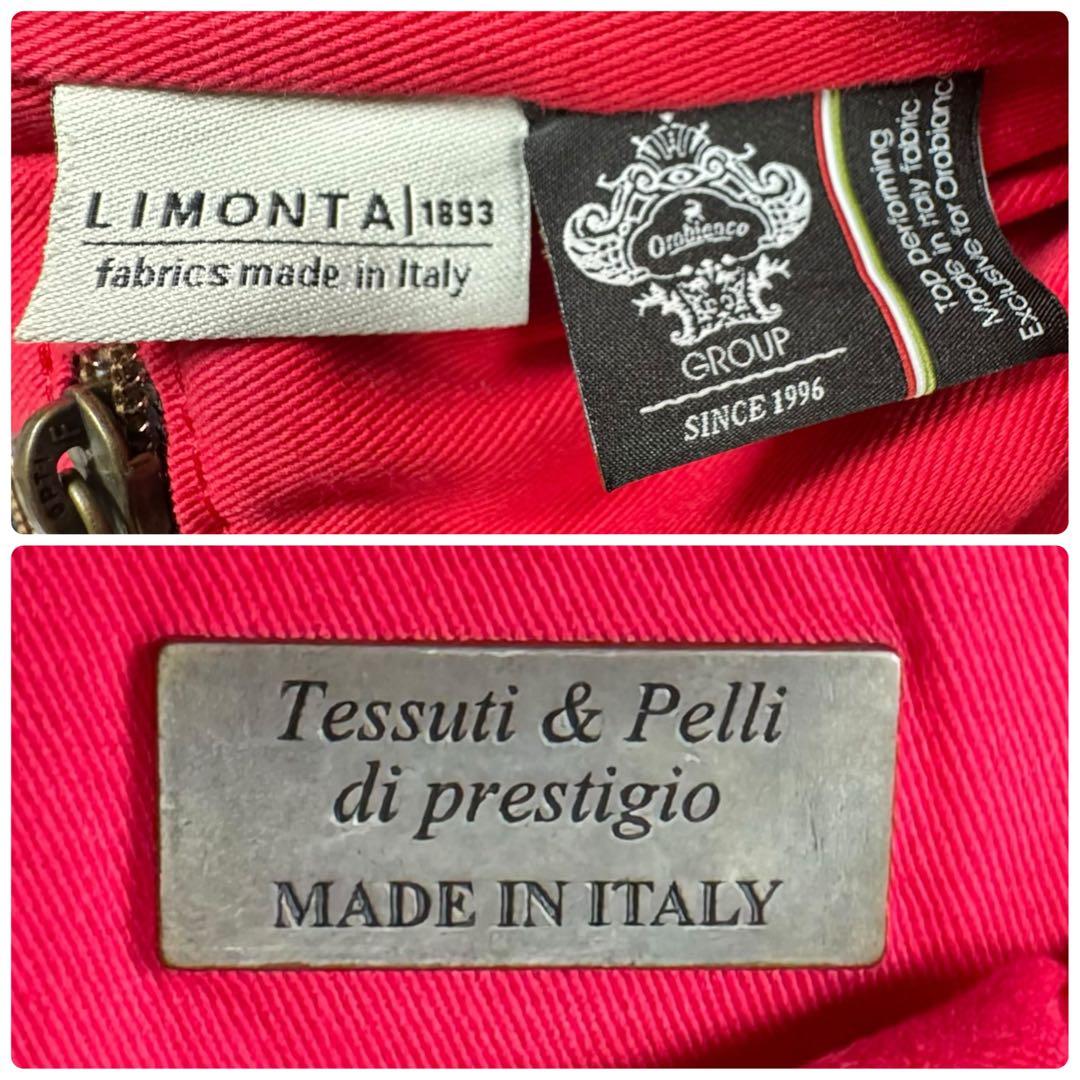 LIMONTA|1893
fabrics made in Italy
Orobianco
GROUP
SINCE 1996
TOP performing
Made in Italy fabric
Exclusive for Orobianc
Tessuti & Pelli
di prestigio
MADE IN ITALY